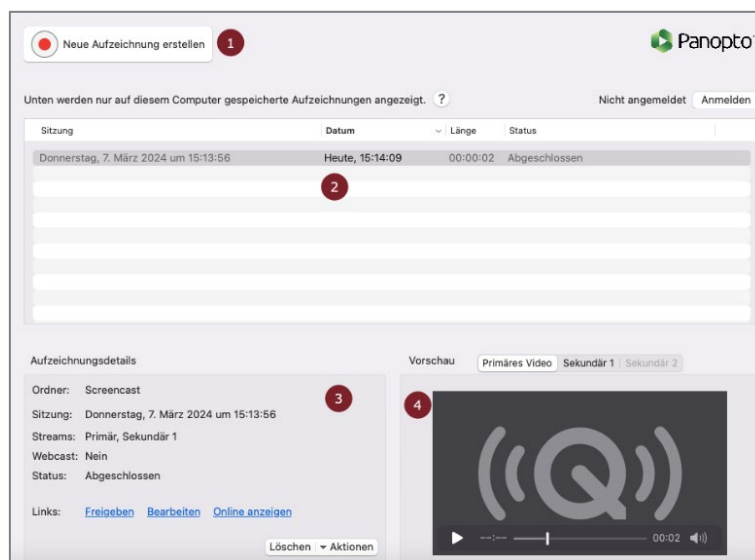 Neue Aufzeichnung erstellen 1
Panopto™
Unten werden nur auf diesem Computer gespeicherte Aufzeichnungen angezeigt. ?
Nicht angemeldet Anmelden
Sitzung Datum Länge Status
Donnerstag, 7. März 2024 um 15:13:56 Heute, 15:14:09 00:00:02 Abgeschlossen
2
Aufzeichnungsdetails
Ordner: Screencast
Sitzung: Donnerstag, 7. März 2024 um 15:13:56
Streams: Primär, Sekundär 1
Webcast: Nein
Status: Abgeschlossen
Links: Freigeben Bearbeiten Online anzeigen
Löschen Aktionen
3
Vorschau Primäres Video Sekundär 1 Sekundär 2
4
--:-- 00:02